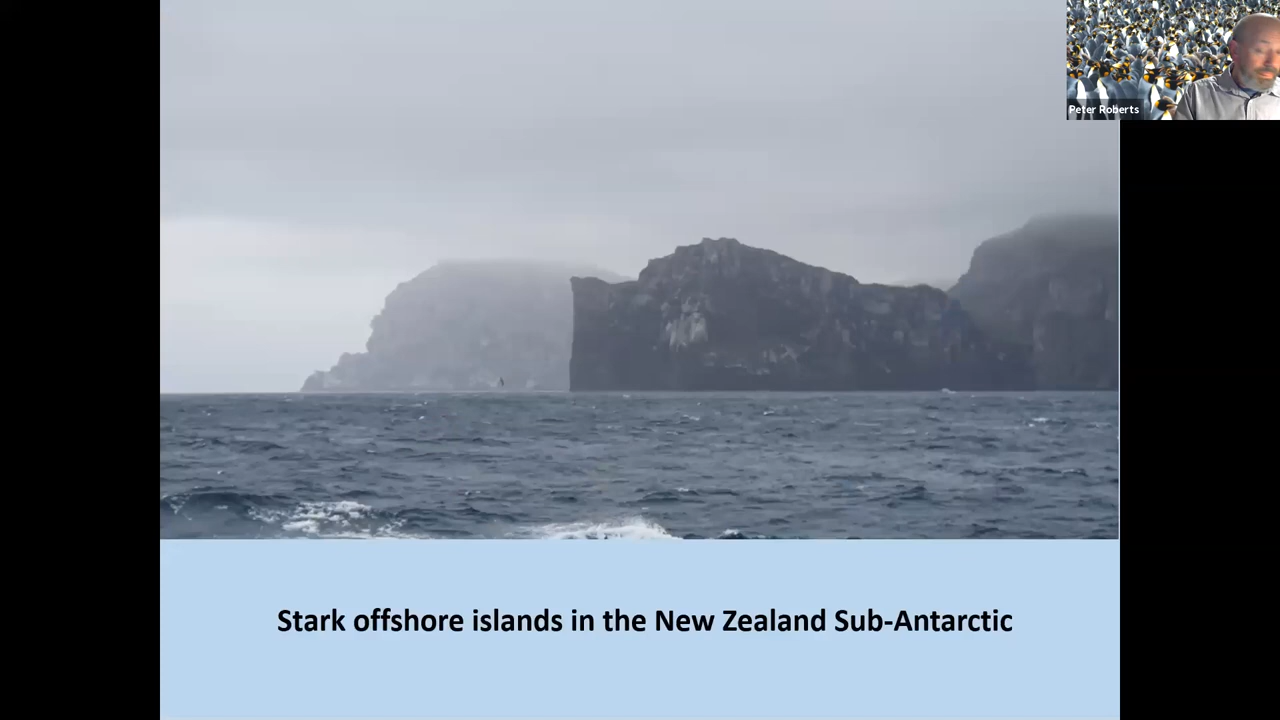 Peter Roberts
Stark offshore islands in the New Zealand Sub-Antarctic